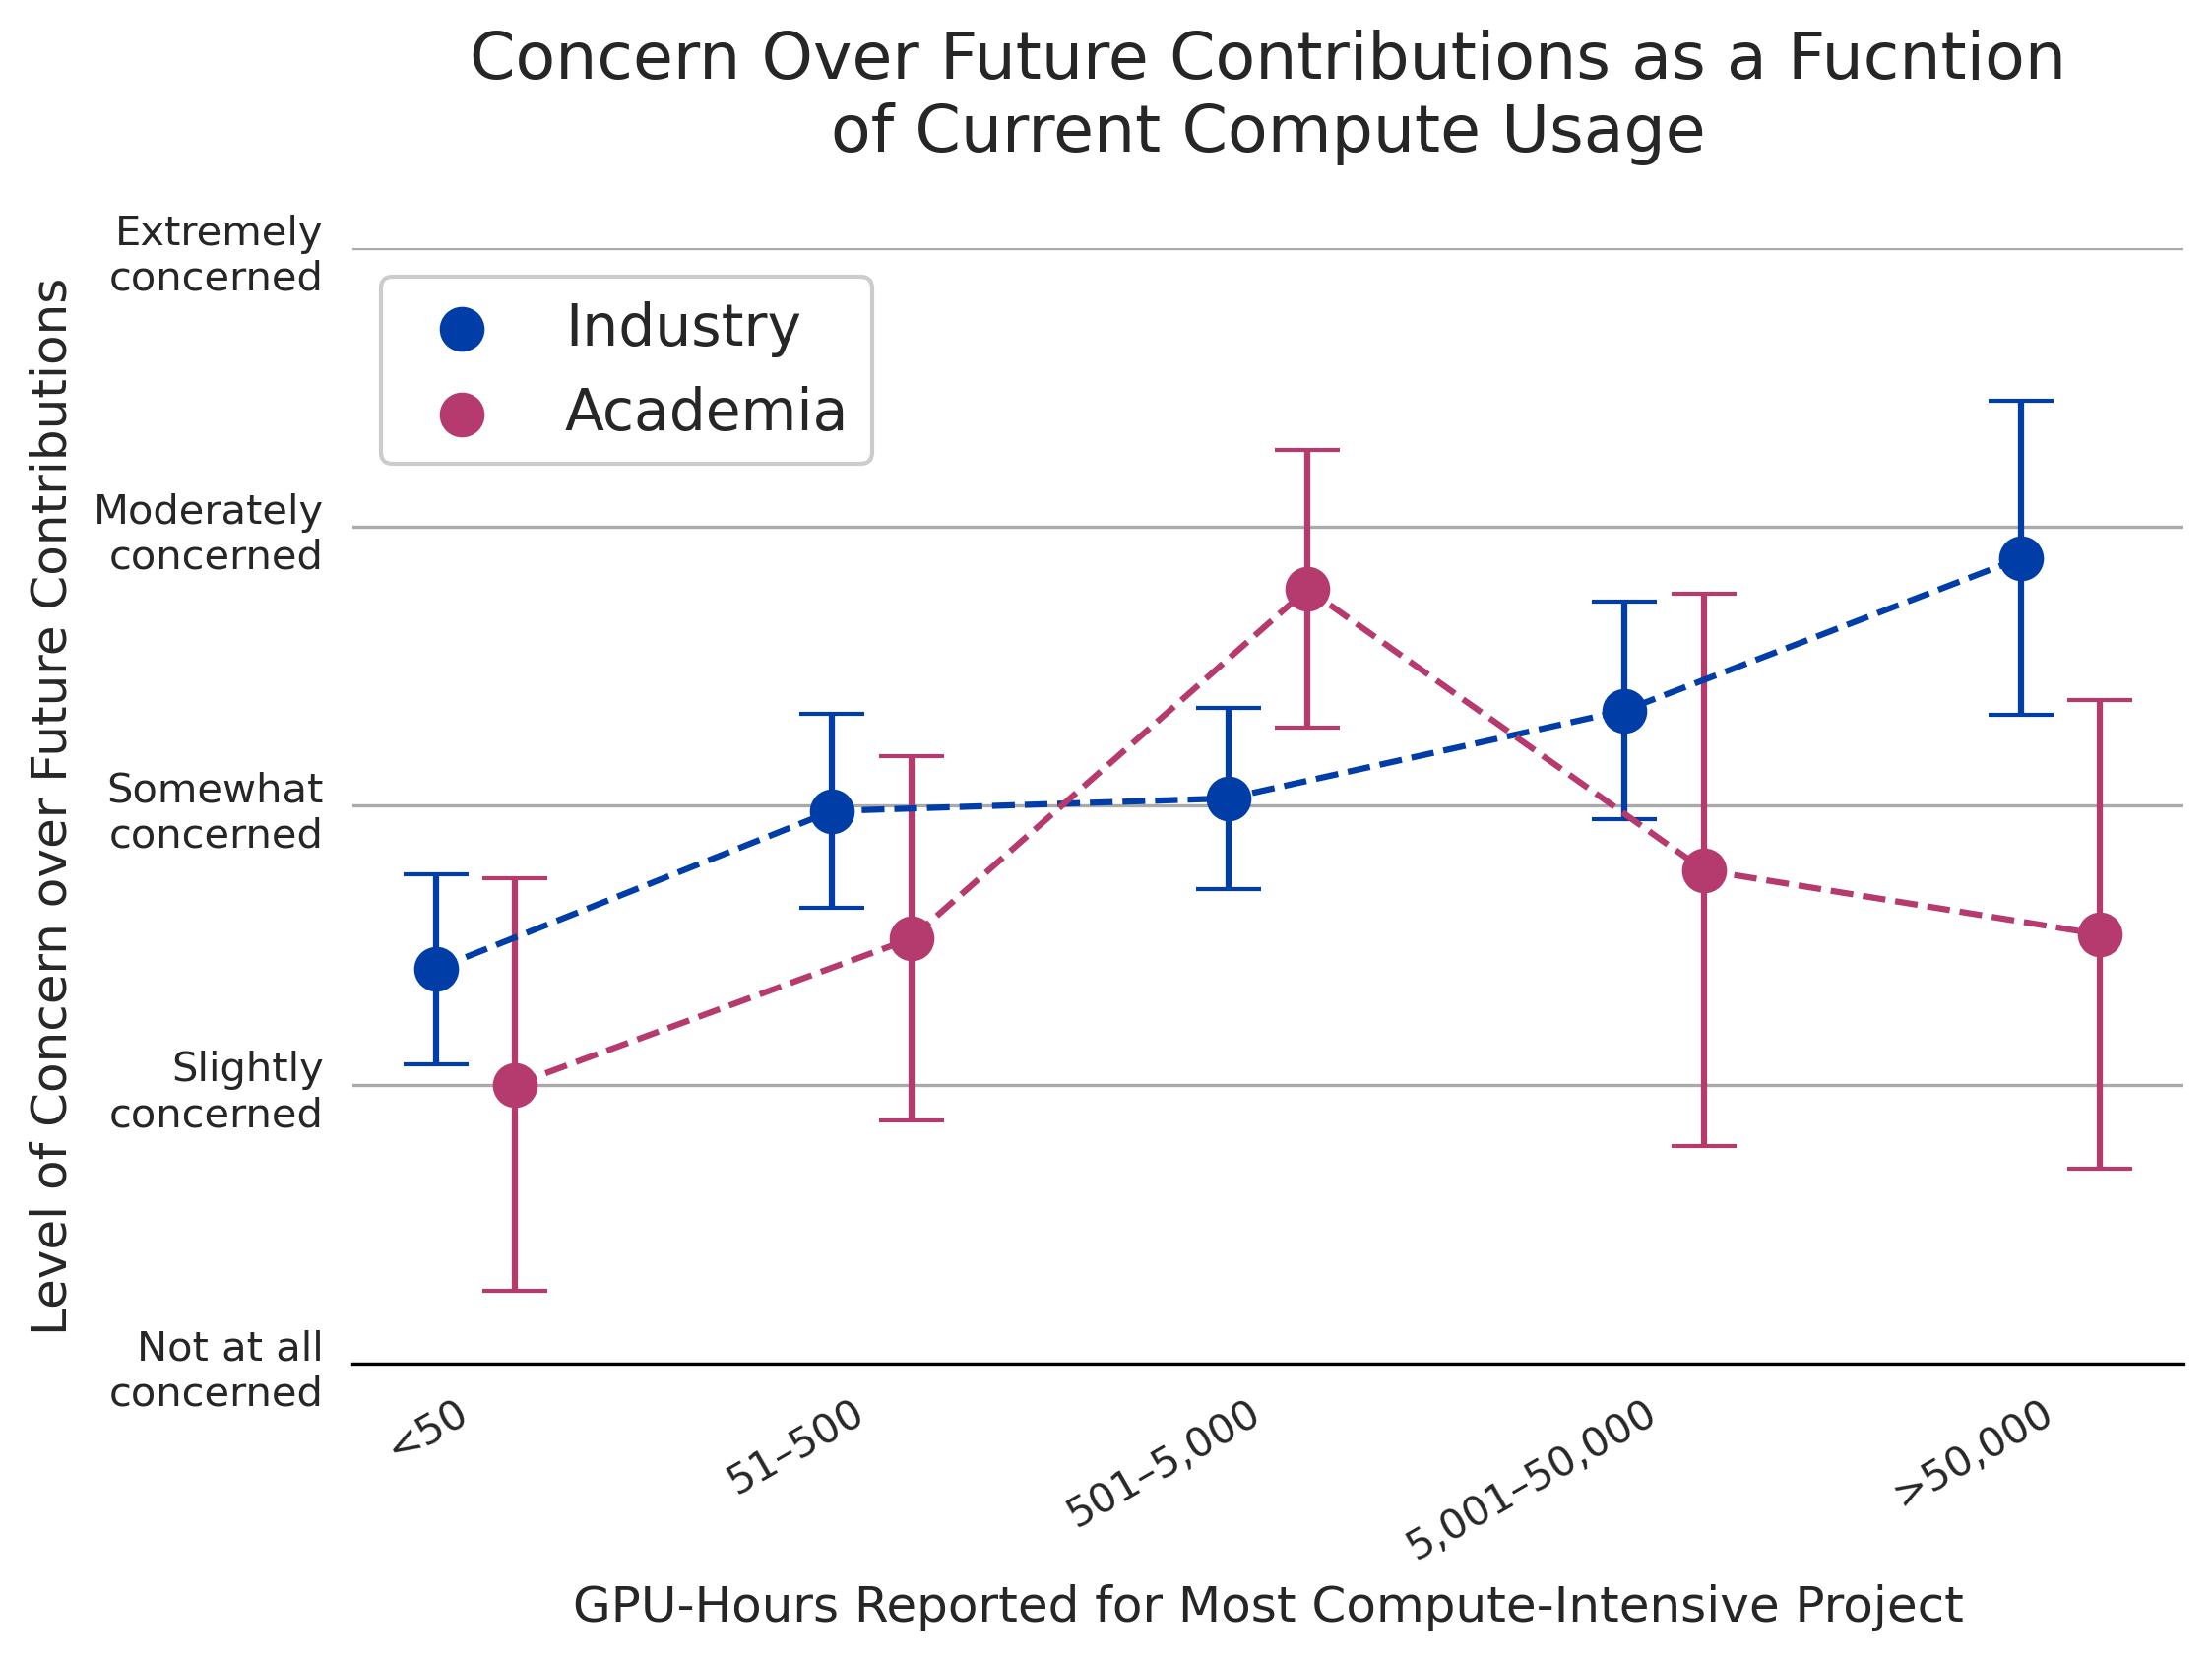 Concern Over Future Contributions as a Fucntion
of Current Compute Usage
Level of Concern over Future Contributions
Extremely
concerned
Moderately
concerned
Somewhat
concerned
Slightly
concerned
Not at all
concerned
Industry
Academia
<50
51–500
501–5,000
5,001–50,000
>50,000
GPU-Hours Reported for Most Compute-Intensive Project